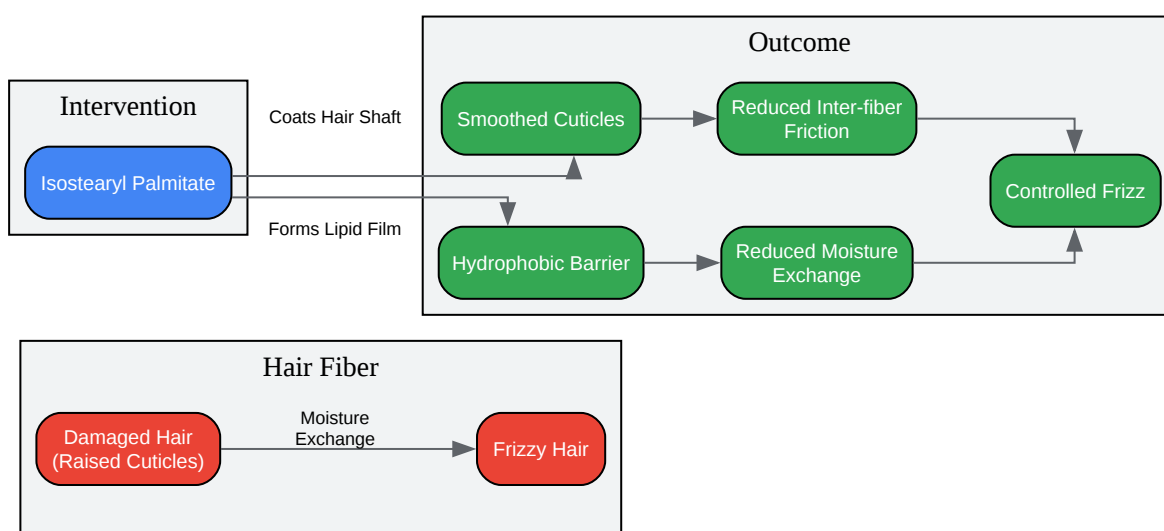 Outcome
Intervention
Coats Hair Shaft
Smoothed Cuticles
Reduced Inter-fiber
Friction
Isostearyl Palmitate
Controlled Frizz
Forms Lipid Film
Hydrophobic Barrier
Reduced Moisture
Exchange
Hair Fiber
Damaged Hair
(Raised Cuticles)
Moisture
Exchange
Frizzy Hair